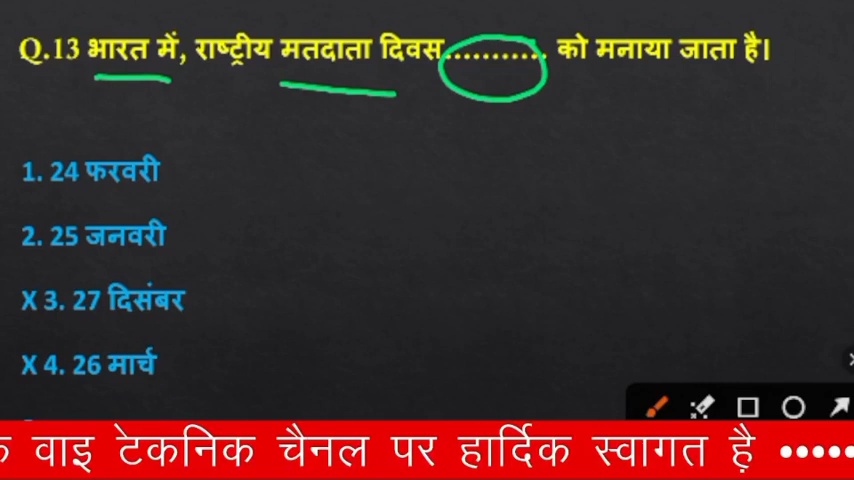 Q.13 भारत में, राष्ट्रीय मतदाता दिवस............ को मनाया जाता है।
1. 24 फरवरी
2. 25 जनवरी
X 3. 27 दिसंबर
X 4. 26 मार्च
वाइ टेकनिक चैनल पर हार्दिक स्वागत है •••••